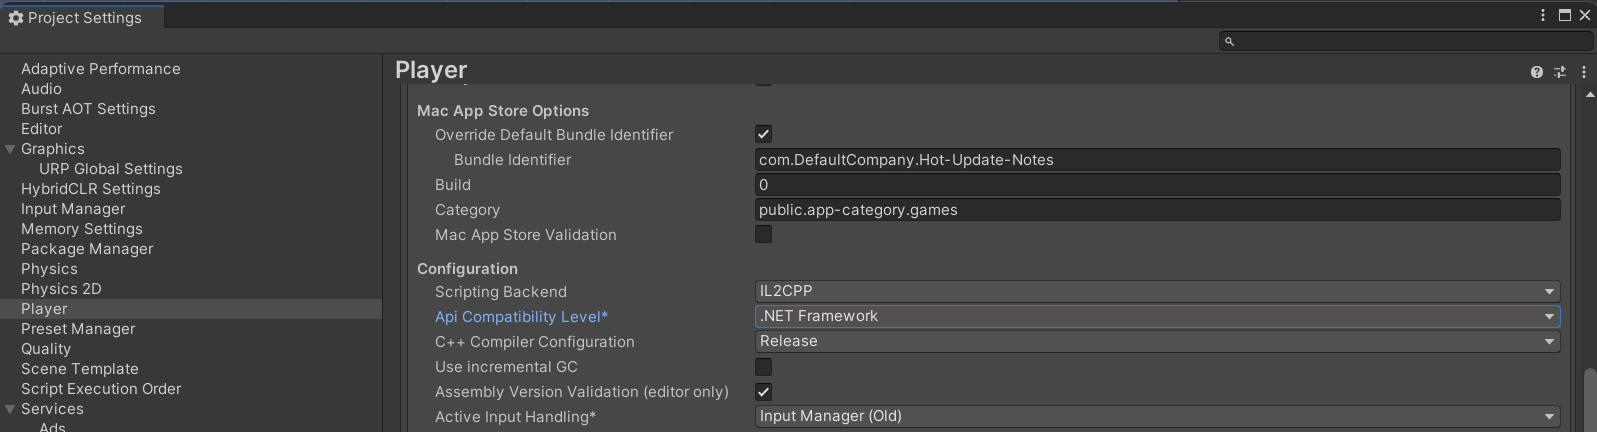 Project Settings
Adaptive Performance
Audio
Burst AOT Settings
Editor
Graphics
URP Global Settings
HybridCLR Settings
Input Manager
Memory Settings
Package Manager
Physics
Physics 2D
Player
Preset Manager
Quality
Scene Template
Script Execution Order
Services
Ads
Player
Mac App Store Options
Override Default Bundle Identifier
Bundle Identifier com.DefaultCompany.Hot-Update-Notes
Build 0
Category public.app-category.games
Mac App Store Validation
Configuration
Scripting Backend IL2CPP
Api Compatibility Level* .NET Framework
C++ Compiler Configuration Release
Use incremental GC
Assembly Version Validation (editor only)
Active Input Handling* Input Manager (Old)